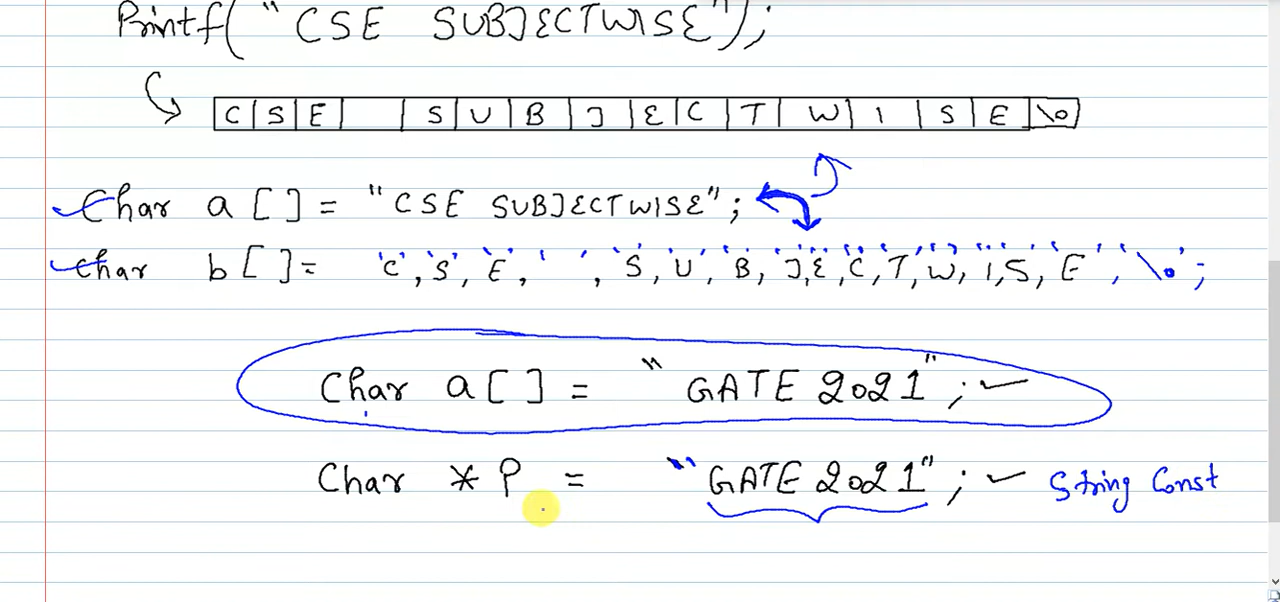 Printf("CSE SUBJECTWISE");
C S E S U B J E C T W I S E \0
Char a[] = "CSE SUBJECTWISE";
Char b[] = 'C','S','E',' ','S','U','B','J,'E','C','T','W','I,'S,'E','\0';
Char a[] = "GATE 2021";
Char *P = "GATE 2021"; String Const